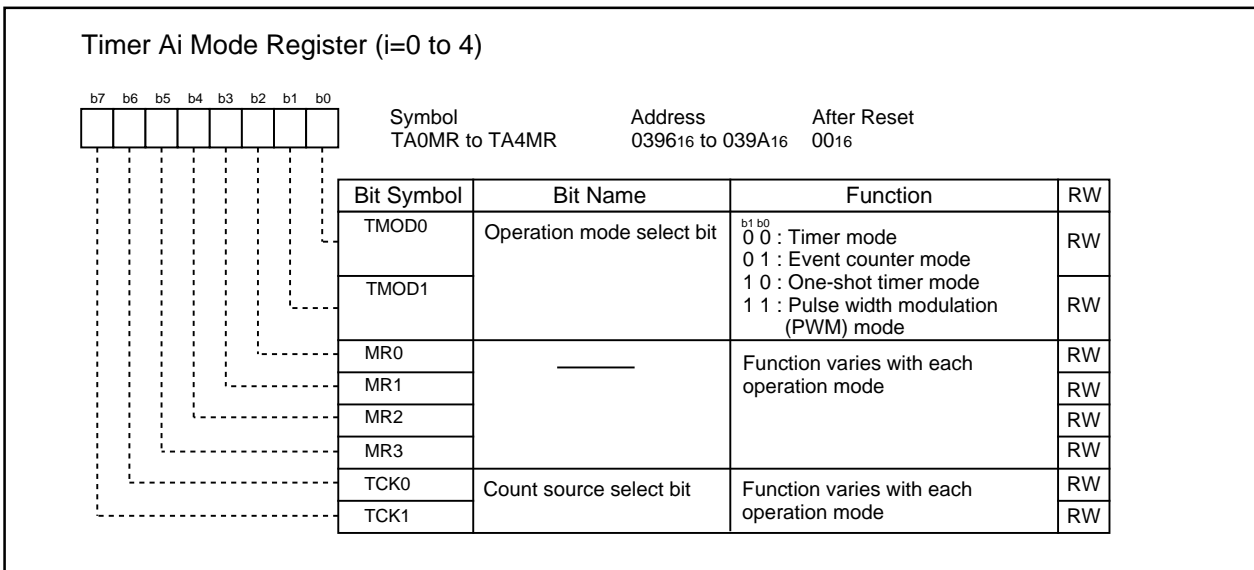 Timer Ai Mode Register (i=0 to 4)
b7 b6 b5 b4 b3 b2 b1 b0
Symbol Address After Reset
TA0MR to TA4MR 039616 to 039A16 0016
Bit Symbol Bit Name Function RW
TMOD0 Operation mode select bit b1 b0 RW
0 0 : Timer mode
0 1 : Event counter mode
TMOD1 1 0 : One-shot timer mode RW
1 1 : Pulse width modulation
(PWM) mode
MR0 Function varies with each RW
MR1 operation mode RW
MR2 RW
MR3 RW
TCK0 Count source select bit Function varies with each RW
TCK1 operation mode RW